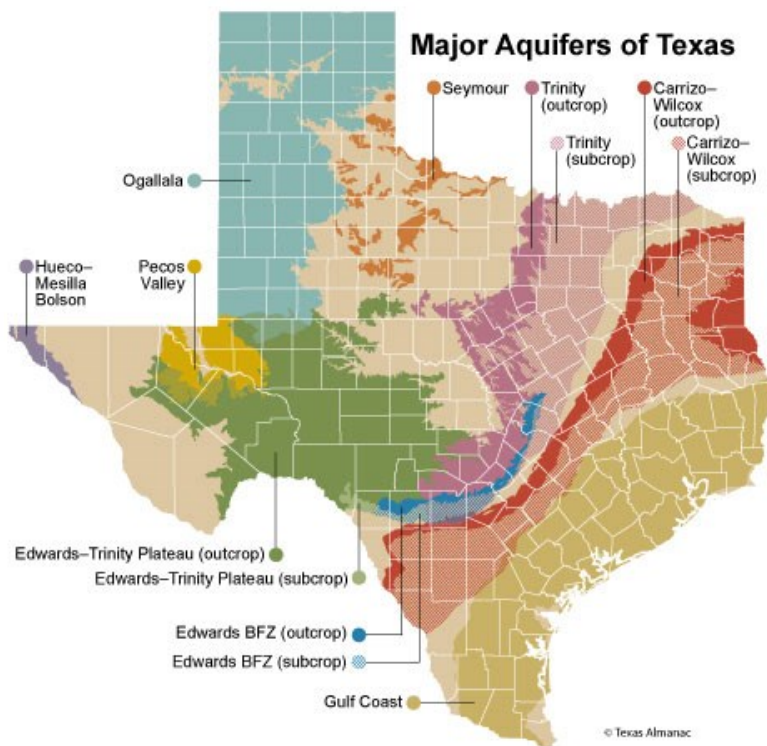 Major Aquifers of Texas
Seymour
Trinity
(outcrop)
Carrizo–
Wilcox
(outcrop)
Trinity
(subcrop)
Carrizo–
Wilcox
(subcrop)
Ogallala
Hueco–
Mesilla
Bolson
Pecos
Valley
Edwards–Trinity Plateau (outcrop)
Edwards–Trinity Plateau (subcrop)
Edwards BFZ (outcrop)
Edwards BFZ (subcrop)
Gulf Coast
© Texas Almanac